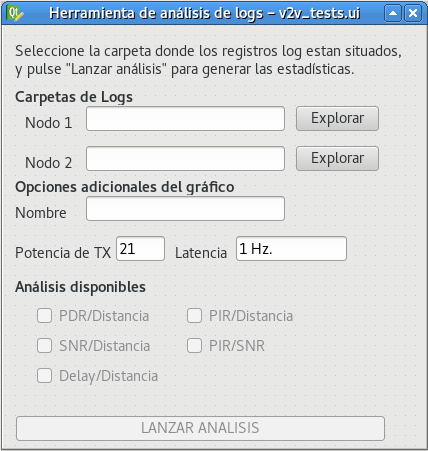 Herramienta de análisis de logs – v2v_tests.ui
Seleccione la carpeta donde los registros log estan situados,
y pulse "Lanzar análisis" para generar las estadísticas.
Carpetas de Logs
Nodo 1 Explorar
Nodo 2 Explorar
Opciones adicionales del gráfico
Nombre
Potencia de TX 21 Latencia 1 Hz.
Análisis disponibles
PDR/Distancia PIR/Distancia
SNR/Distancia PIR/SNR
Delay/Distancia
LANZAR ANALISIS